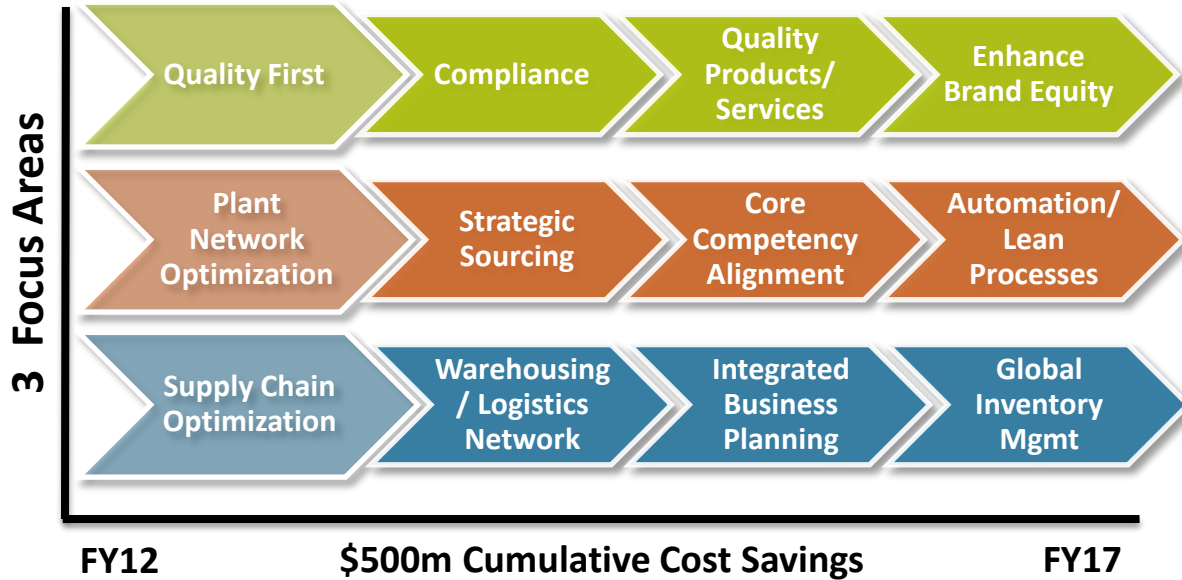 3 Focus Areas
Quality First
Compliance
Quality
Products/
Services
Enhance
Brand Equity
Plant
Network
Optimization
Strategic
Sourcing
Core
Competency
Alignment
Automation/
Lean
Processes
Supply Chain
Optimization
Warehousing
/ Logistics
Network
Integrated
Business
Planning
Global
Inventory
Mgmt
FY12
$500m Cumulative Cost Savings
FY17